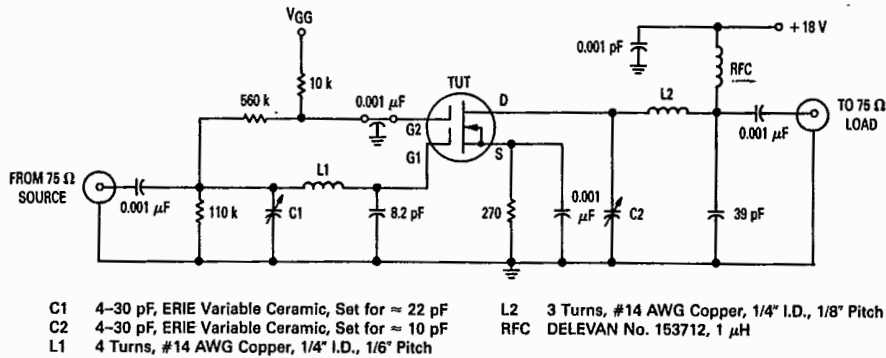 VGG
+18 V
0.001 pF
RFC
10 k
TUT
560 k
0.001 μF
D
L2
TO 75 Ω
LOAD
G2
G1
S
0.001 μF
L1
FROM 75 Ω
SOURCE
0.001 μF
110 k
C1
8.2 pF
270
0.001
μF
C2
39 pF
C1 4–30 pF, ERIE Variable Ceramic, Set for ≈ 22 pF
C2 4–30 pF, ERIE Variable Ceramic, Set for ≈ 10 pF
L1 4 Turns, #14 AWG Copper, 1/4" I.D., 1/6" Pitch
L2 3 Turns, #14 AWG Copper, 1/4" I.D., 1/8" Pitch
RFC DELEVAN No. 153712, 1 μH